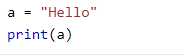 a = "Hello"
print(a)